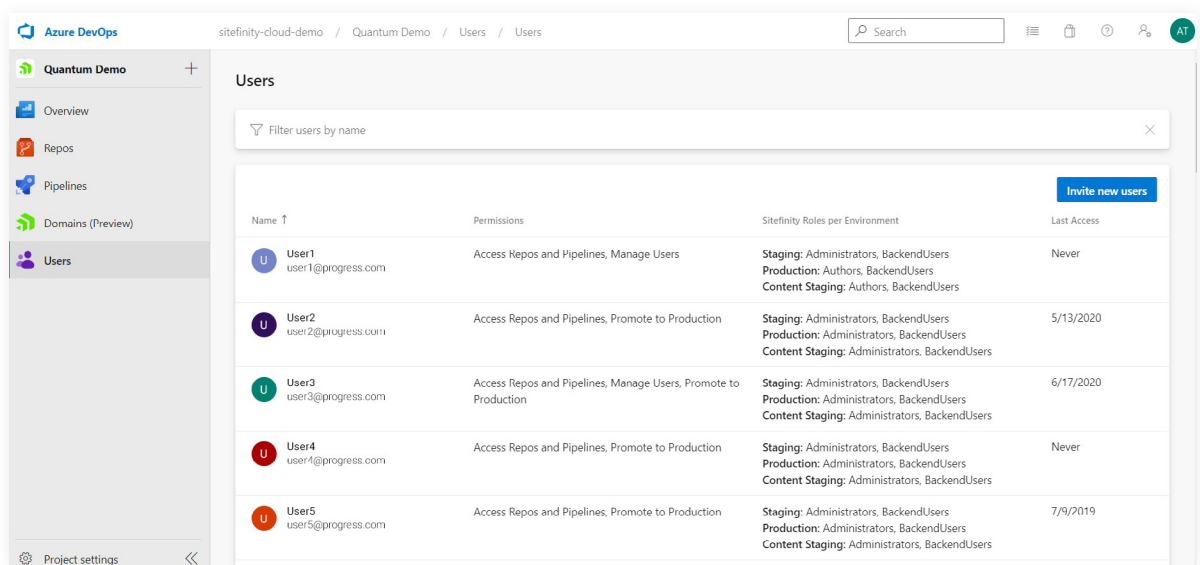 Azure DevOps
sitefinity-cloud-demo / Quantum Demo / Users / Users
Search
AT
Quantum Demo
Overview
Repos
Pipelines
Domains (Preview)
Users
Project settings
Users
Filter users by name
Invite new users
Name ↑ Permissions Sitefinity Roles per Environment Last Access
U
User1
user1@progress.com
Access Repos and Pipelines, Manage Users
Staging: Administrators, BackendUsers
Production: Authors, BackendUsers
Content Staging: Authors, BackendUsers
Never
U
User2
user2@progress.com
Access Repos and Pipelines, Promote to Production
Staging: Administrators, BackendUsers
Production: Administrators, BackendUsers
Content Staging: Administrators, BackendUsers
5/13/2020
U
User3
user3@progress.com
Access Repos and Pipelines, Manage Users, Promote to
Production
Staging: Administrators, BackendUsers
Production: Administrators, BackendUsers
Content Staging: Administrators, BackendUsers
6/17/2020
U
User4
user4@progress.com
Access Repos and Pipelines, Promote to Production
Staging: Administrators, BackendUsers
Production: Administrators, BackendUsers
Content Staging: Administrators, BackendUsers
Never
U
User5
user5@progress.com
Access Repos and Pipelines, Promote to Production
Staging: Administrators, BackendUsers
Production: Administrators, BackendUsers
Content Staging: Administrators, BackendUsers
7/9/2019